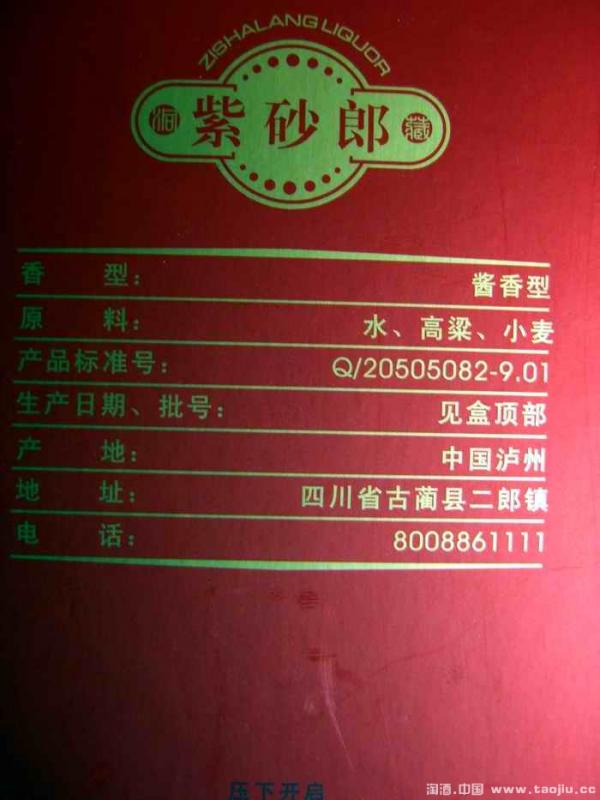 ZISHALANG LIQUOR
洞 紫砂郎 藏
香 型： 酱香型
原 料： 水、高粱、小麦
产品标准号： Q/20505082-9.01
生产日期、批号： 见盒顶部
产 地： 中国泸州
地 址： 四川省古蔺县二郎镇
电 话： 8008861111
压下开启
淘酒.中国 www.taojiu.cc